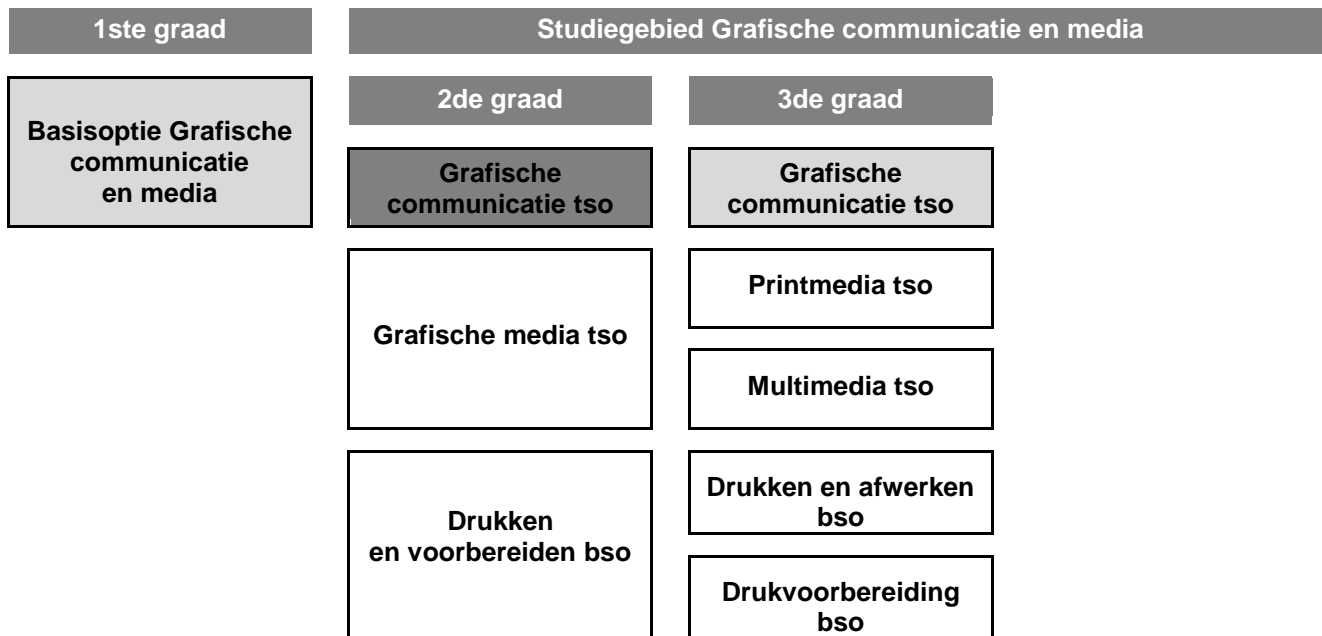 1ste graad
Studiegebied Grafische communicatie en media
Basisoptie Grafische
communicatie
en media
2de graad
3de graad
Grafische
communicatie tso
Grafische
communicatie tso
Grafische media tso
Printmedia tso
Multimedia tso
Drukken
en voorbereiden bso
Drukken en afwerken
bso
Drukvoorbereiding
bso